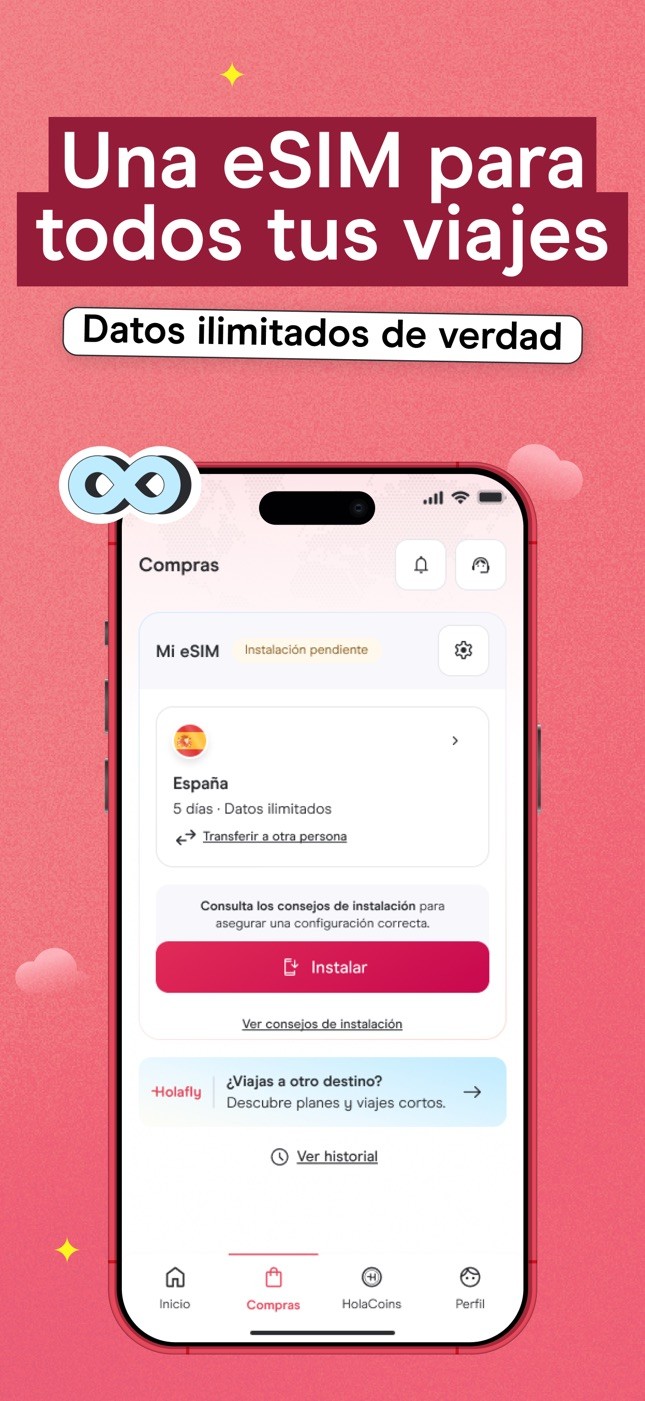 Una eSIM para
todos tus viajes
Datos ilimitados de verdad
Compras
Mi eSIM
Instalación pendiente
España
5 días · Datos ilimitados
Transferir a otra persona
Consulta los consejos de instalación para
asegurar una configuración correcta.
Instalar
Ver consejos de instalación
Holafly
¿Viajas a otro destino?
Descubre planes y viajes cortos.
Ver historial
Inicio
Compras
HolaCoins
Perfil